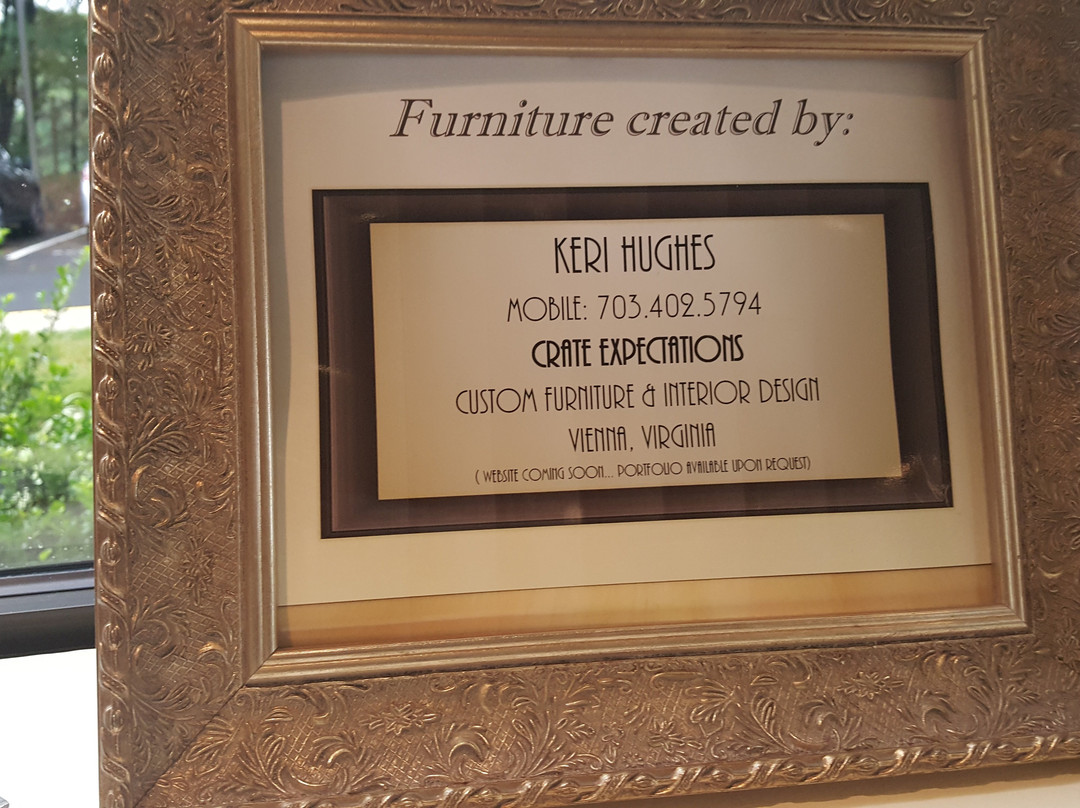 Furniture created by:
KERI HUGHES
MOBILE: 703.402.5794
CRATE EXPECTATIONS
CUSTOM FURNITURE & INTERIOR DESIGN
VIENNA, VIRGINIA
( WEBSITE COMING SOON... PORTFOLIO AVAILABLE UPON REQUEST)